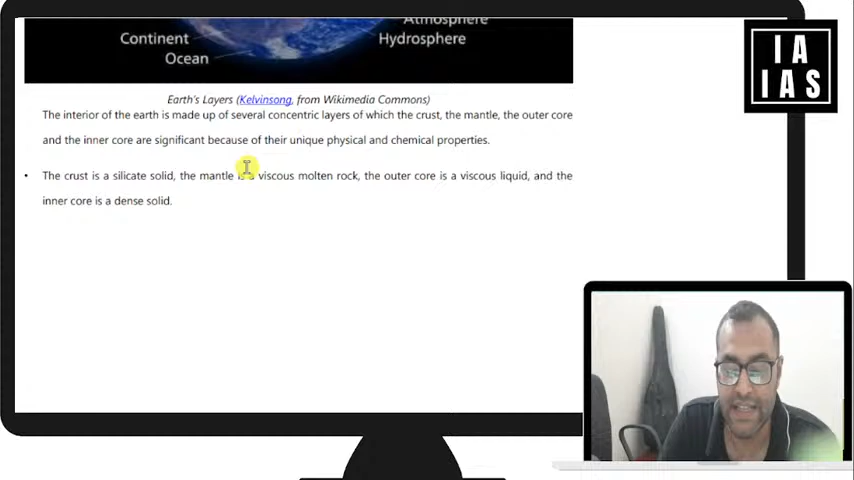 Atmosphere
Continent
Hydrosphere
Ocean
Earth's Layers (Kelvinsong, from Wikimedia Commons)
The interior of the earth is made up of several concentric layers of which the crust, the mantle, the outer core
and the inner core are significant because of their unique physical and chemical properties.
• The crust is a silicate solid, the mantle is a viscous molten rock, the outer core is a viscous liquid, and the
inner core is a dense solid.
IA
IAS